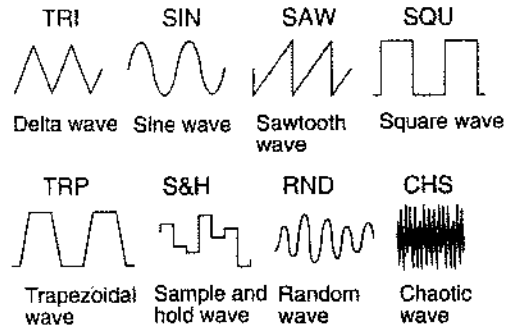 TRI SIN SAW SQU
Delta wave Sine wave Sawtooth wave Square wave
TRP S&H RND CHS
Trapezoidal wave Sample and hold wave Random wave Chaotic wave